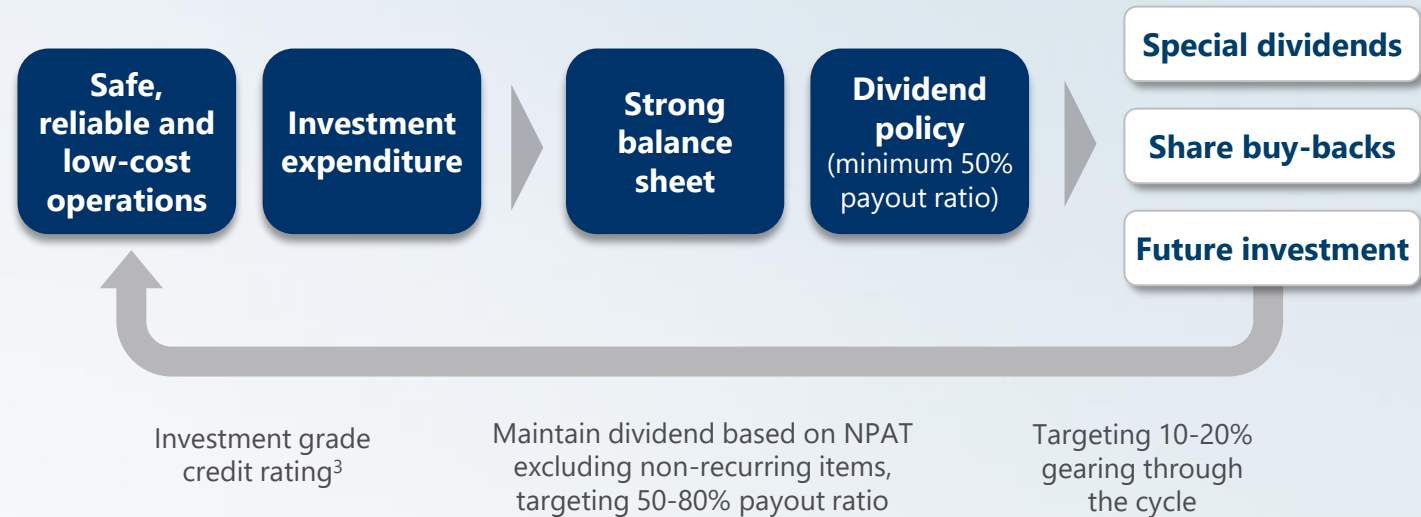 Safe,
reliable and
low-cost
operations
Investment
expenditure
Strong
balance
sheet
Dividend
policy
(minimum 50%
payout ratio)
Special dividends
Share buy-backs
Future investment
Investment grade
credit rating³
Maintain dividend based on NPAT
excluding non-recurring items,
targeting 50-80% payout ratio
Targeting 10-20%
gearing through
the cycle